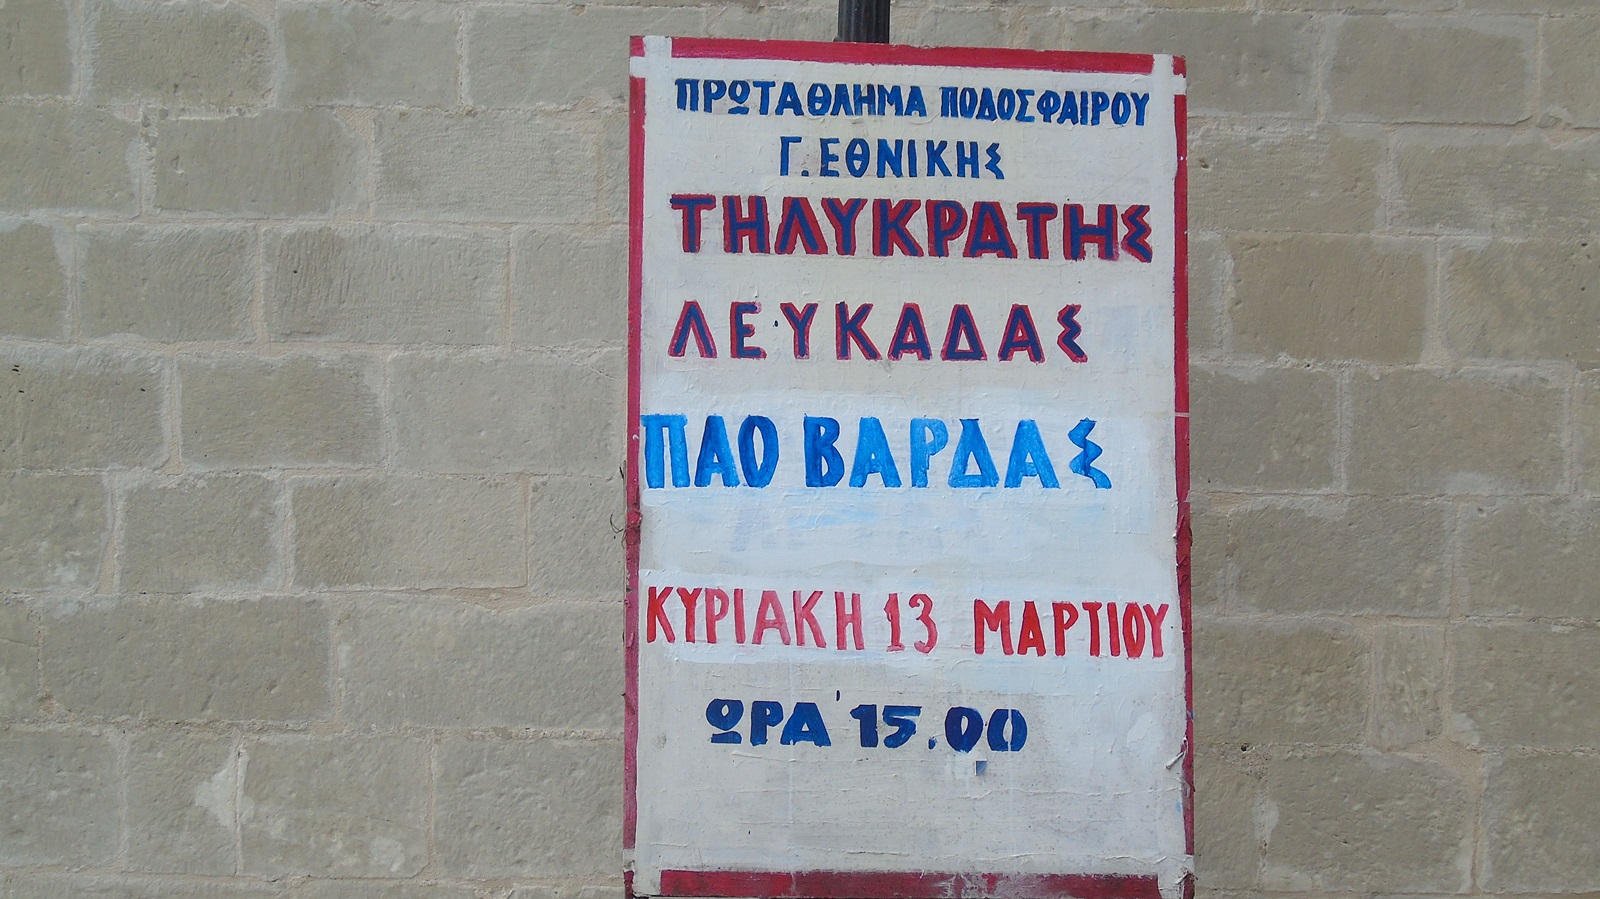 ΠΡΩΤΑΘΛΗΜΑ ΠΟΔΟΣΦΑΙΡΟΥ
Γ. ΕΘΝΙΚΗΣ
ΤΗΛΥΚΡΑΤΗΣ
ΛΕΥΚΑΔΑΣ
ΠΑΟ ΒΑΡΔΑΣ
ΚΥΡΙΑΚΗ 13 ΜΑΡΤΙΟΥ
ΩΡΑ 15.00